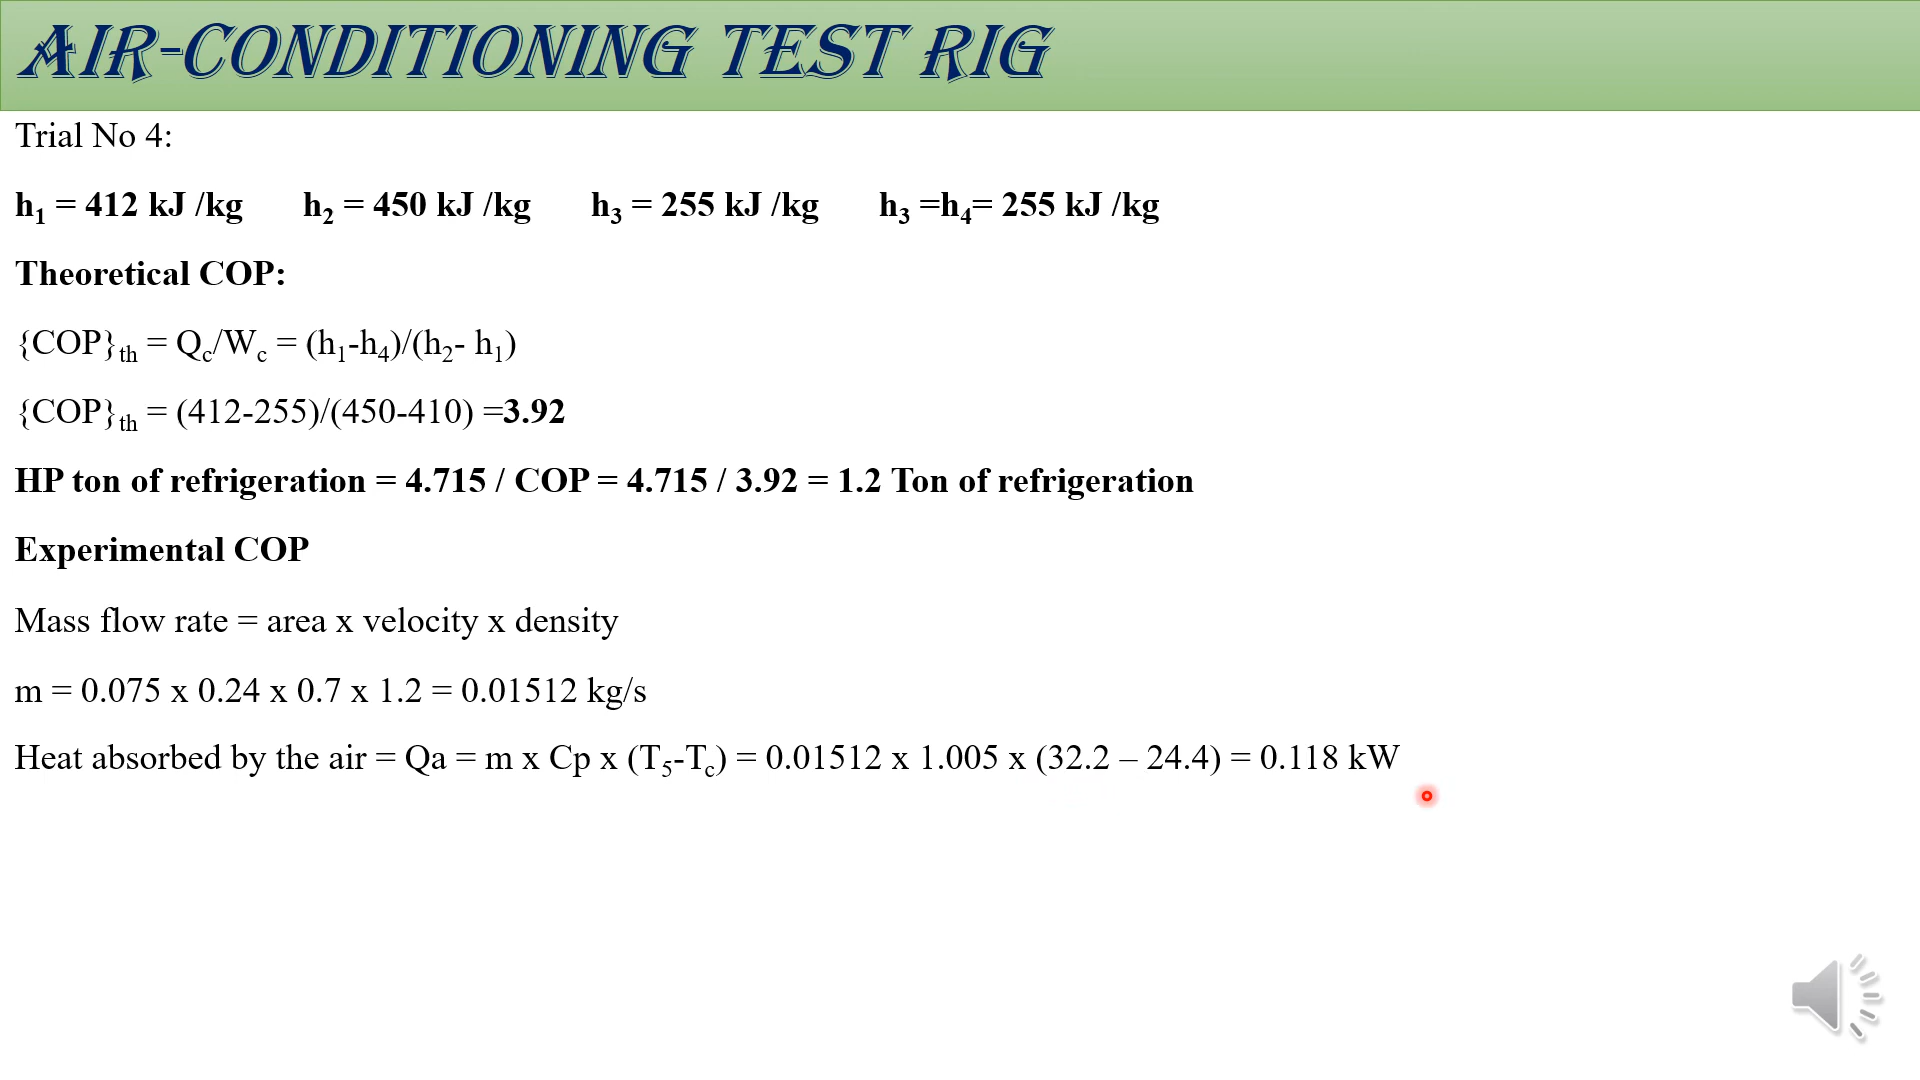 AIR-CONDITIONING TEST RIG
Trial No 4:
h₁ = 412 kJ /kg h₂ = 450 kJ /kg h₃ = 255 kJ /kg h₃ =h₄= 255 kJ /kg
Theoretical COP:
{COP}th = Qc/Wc = (h₁-h₄)/(h₂- h₁)
{COP}th = (412-255)/(450-410) =3.92
HP ton of refrigeration = 4.715 / COP = 4.715 / 3.92 = 1.2 Ton of refrigeration
Experimental COP
Mass flow rate = area x velocity x density
m = 0.075 x 0.24 x 0.7 x 1.2 = 0.01512 kg/s
Heat absorbed by the air = Qa = m x Cp x (T₅-Tc) = 0.01512 x 1.005 x (32.2 – 24.4) = 0.118 kW